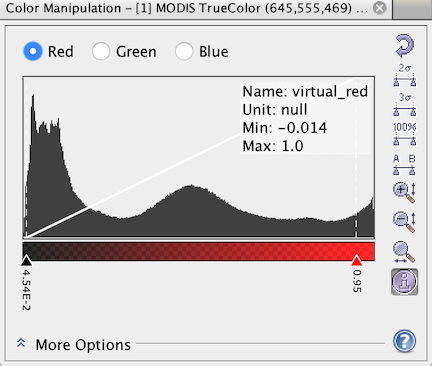 Color Manipulation – [1] MODIS TrueColor (645,555,469) ...
Red Green Blue
Name: virtual_red
Unit: null
Min: -0.014
Max: 1.0
2σ
3σ
100%
A B
4.54E-2
0.95
More Options